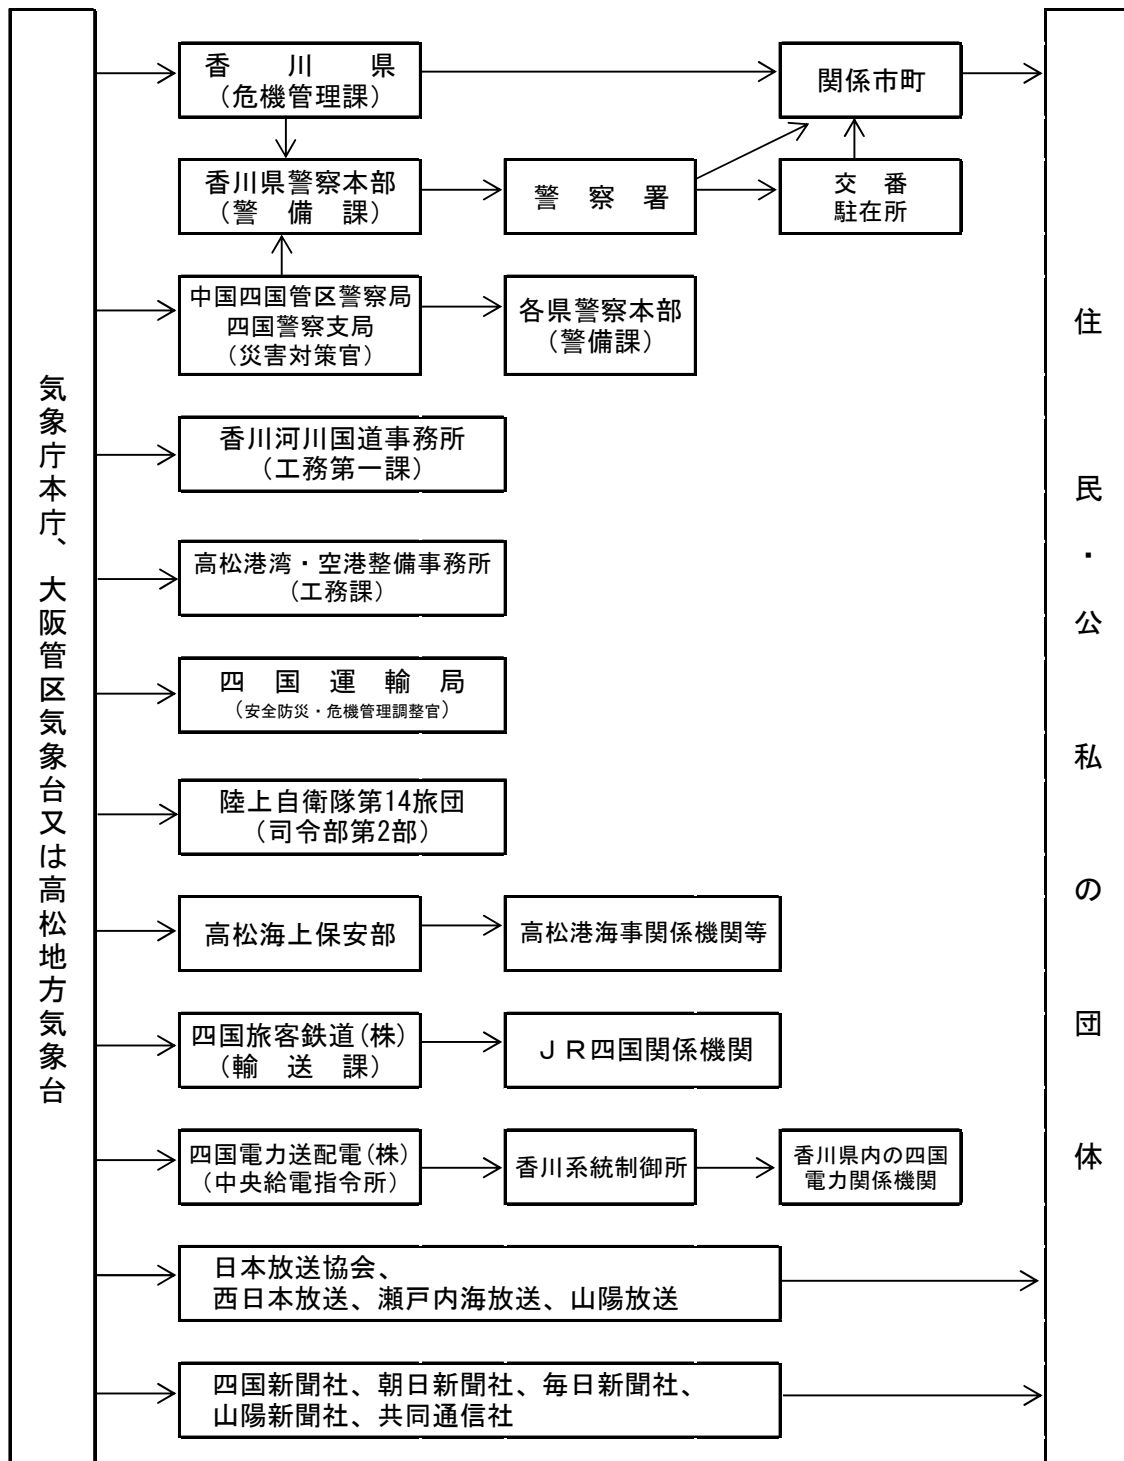 気象庁本庁、大阪管区気象台又は高松地方気象台
香川県
（危機管理課）
関係市町
香川県警察本部
（警備課）
警察署
交番
駐在所
中国四国管区警察局
四国警察支局
（災害対策官）
各県警察本部
（警備課）
香川河川国道事務所
（工務第一課）
高松港湾・空港整備事務所
（工務課）
四国運輸局
（安全防災・危機管理調整官）
陸上自衛隊第14旅団
（司令部第2部）
高松海上保安部
高松港海事関係機関等
四国旅客鉄道（株）
（輸送課）
ＪＲ四国関係機関
四国電力送配電（株）
（中央給電指令所）
香川系統制御所
香川県内の四国
電力関係機関
日本放送協会、
西日本放送、瀬戸内海放送、山陽放送
四国新聞社、朝日新聞社、毎日新聞社、
山陽新聞社、共同通信社
住民・公私の団体